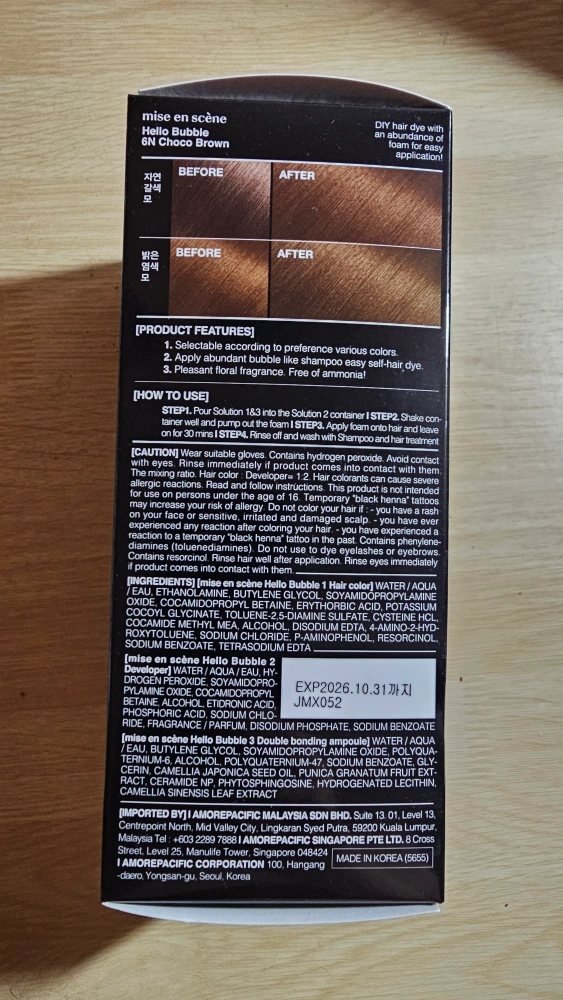 mise en scène
Hello Bubble
6N Choco Brown
DIY hair dye with
an abundance of
foam for easy
application!
자연
갈색
모
BEFORE
AFTER
밝은
염색
모
BEFORE
AFTER
[PRODUCT FEATURES]
1. Selectable according to preference various colors.
2. Apply abundant bubble like shampoo easy self-hair dye.
3. Pleasant floral fragrance. Free of ammonia!
[HOW TO USE]
STEP1. Pour Solution 1&3 into the Solution 2 container I STEP2. Shake con-
tainer well and pump out the foam I STEP3. Apply foam onto hair and leave
on for 30 mins I STEP4. Rinse off and wash with Shampoo and hair treatment
[CAUTION] Wear suitable gloves. Contains hydrogen peroxide. Avoid contact
with eyes. Rinse immediately if product comes into contact with them.
The mixing ratio. Hair color : Developer= 1:2. Hair colorants can cause severe
allergic reactions. Read and follow instructions. This product is not intended
for use on persons under the age of 16. Temporary "black henna" tattoos
may increase your risk of allergy. Do not color your hair if : - you have a rash
on your face or sensitive, irritated and damaged scalp. - you have ever
experienced any reaction after coloring your hair. - you have experienced a
reaction to a temporary "black henna" tattoo in the past. Contains phenylene-
diamines (toluenediamines). Do not use to dye eyelashes or eyebrows.
Contains resorcinol. Rinse hair well after application. Rinse eyes immediately
if product comes into contact with them.
[INGREDIENTS] [mise en scène Hello Bubble 1 Hair color] WATER / AQUA
/ EAU, ETHANOLAMINE, BUTYLENE GLYCOL, SOYAMIDOPROPYLAMINE
OXIDE, COCAMIDOPROPYL BETAINE, ERYTHORBIC ACID, POTASSIUM
COCOYL GLYCINATE, TOLUENE-2,5-DIAMINE SULFATE, CYSTEINE HCL,
COCAMIDE METHYL MEA, ALCOHOL, DISODIUM EDTA, 4-AMINO-2-HYD-
ROXYTOLUENE, SODIUM CHLORIDE, P-AMINOPHENOL, RESORCINOL,
SODIUM BENZOATE, TETRASODIUM EDTA
[mise en scène Hello Bubble 2
Developer] WATER / AQUA / EAU, HY-
DROGEN PEROXIDE, SOYAMIDOPRO-
PYLAMINE OXIDE, COCAMIDOPROPYL
BETAINE, ALCOHOL, ETIDRONIC ACID,
PHOSPHORIC ACID, SODIUM CHLO-
RIDE, FRAGRANCE / PARFUM, DISODIUM PHOSPHATE, SODIUM BENZOATE
EXP2026.10.31까지
JMX052
[mise en scène Hello Bubble 3 Double bonding ampoule] WATER / AQUA
/ EAU, BUTYLENE GLYCOL, SOYAMIDOPROPYLAMINE OXIDE, POLYQUA-
TERNIUM-6, ALCOHOL, POLYQUATERNIUM-47, SODIUM BENZOATE, GLY-
CERIN, CAMELLIA JAPONICA SEED OIL, PUNICA GRANATUM FRUIT EXT-
RACT, CERAMIDE NP, PHYTOSPHINGOSINE, HYDROGENATED LECITHIN,
CAMELLIA SINENSIS LEAF EXTRACT
[IMPORTED BY] I AMOREPACIFIC MALAYSIA SDN BHD. Suite 13. 01, Level 13,
Centrepoint North, Mid Valley City, Lingkaran Syed Putra, 59200 Kuala Lumpur,
Malaysia Tel : +603 2289 7888 I AMOREPACIFIC SINGAPORE PTE LTD. 8 Cross
Street, Level 25, Manulife Tower, Singapore 048424
I AMOREPACIFIC CORPORATION 100, Hangang
-daero, Yongsan-gu, Seoul, Korea
MADE IN KOREA (5655)